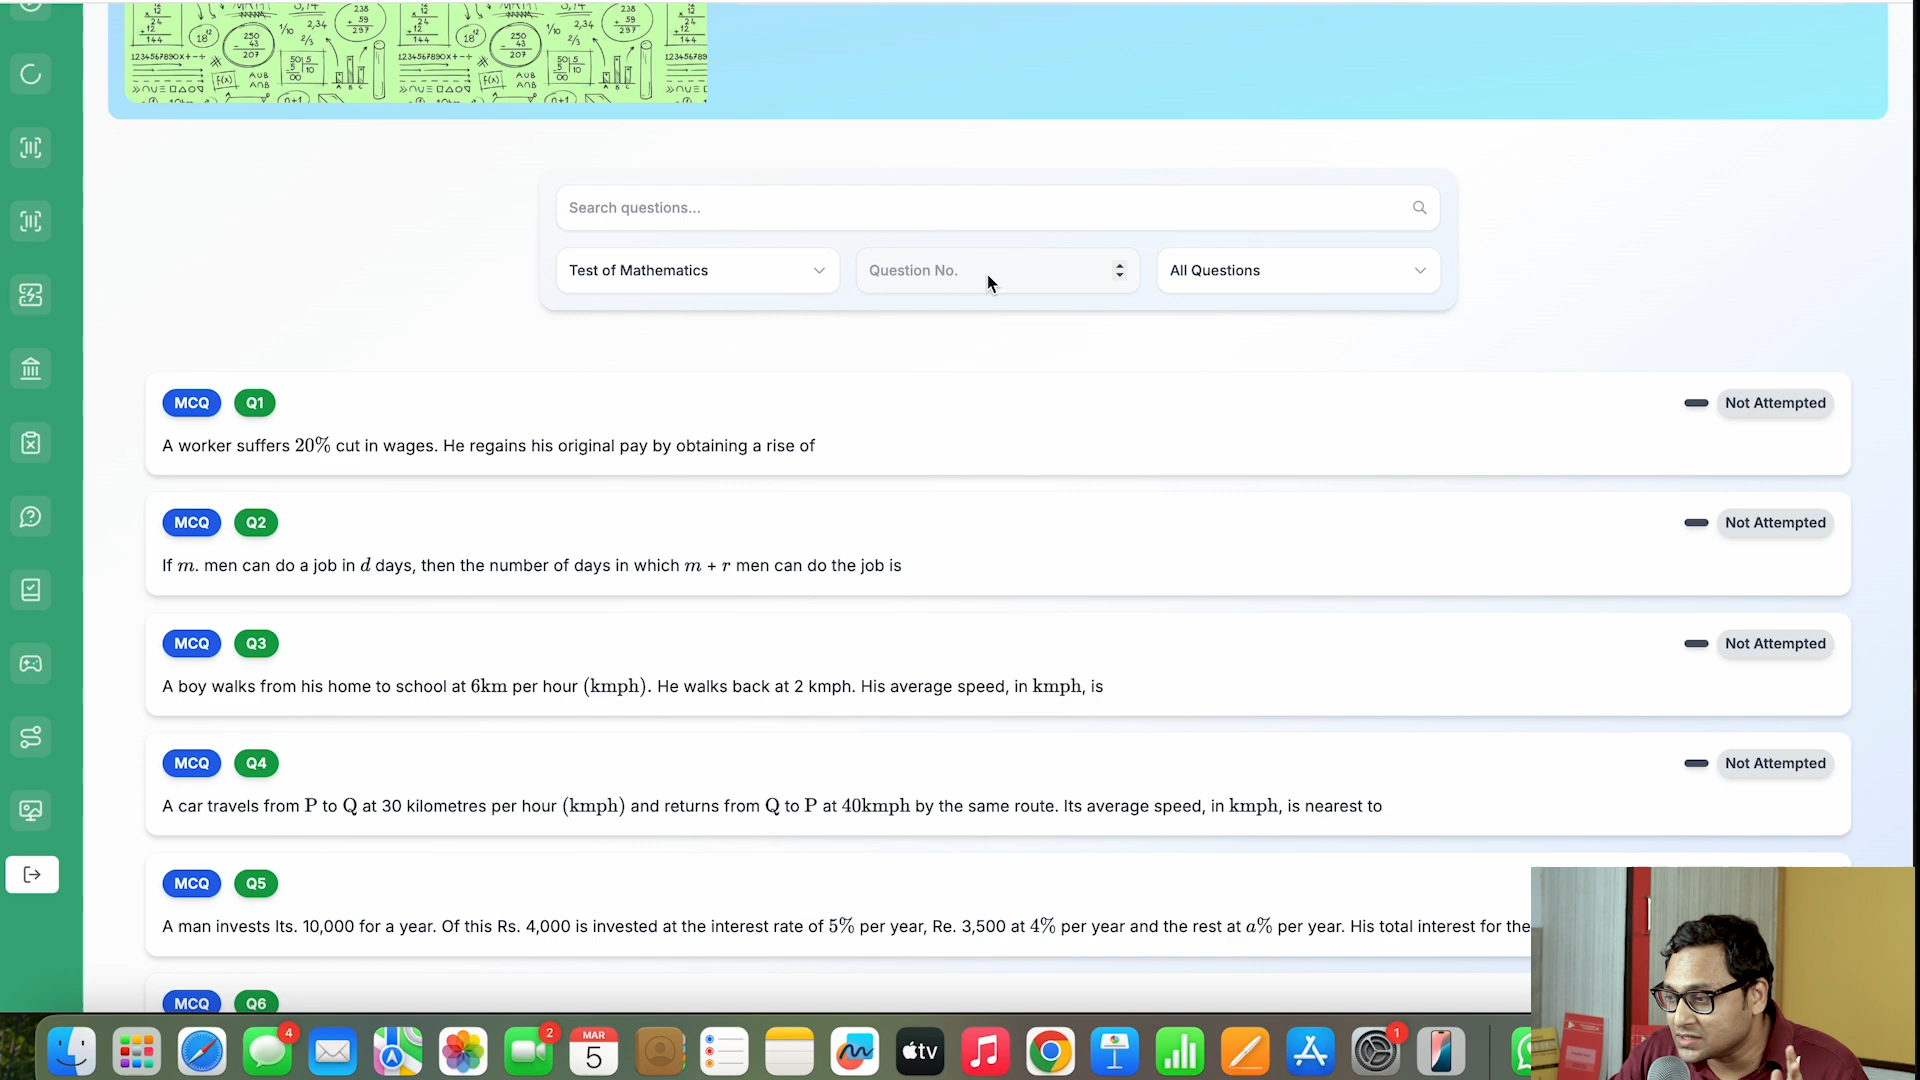 Search questions...
Test of Mathematics
Question No.
All Questions
MCQ Q1 Not Attempted
A worker suffers 20% cut in wages. He regains his original pay by obtaining a rise of
MCQ Q2 Not Attempted
If m. men can do a job in d days, then the number of days in which m + r men can do the job is
MCQ Q3 Not Attempted
A boy walks from his home to school at 6km per hour (kmph). He walks back at 2 kmph. His average speed, in kmph, is
MCQ Q4 Not Attempted
A car travels from P to Q at 30 kilometres per hour (kmph) and returns from Q to P at 40kmph by the same route. Its average speed, in kmph, is nearest to
MCQ Q5
A man invests Its. 10,000 for a year. Of this Rs. 4,000 is invested at the interest rate of 5% per year, Re. 3,500 at 4% per year and the rest at a% per year. His total interest for the
MCQ Q6
4
2
MAR
5
tv
1